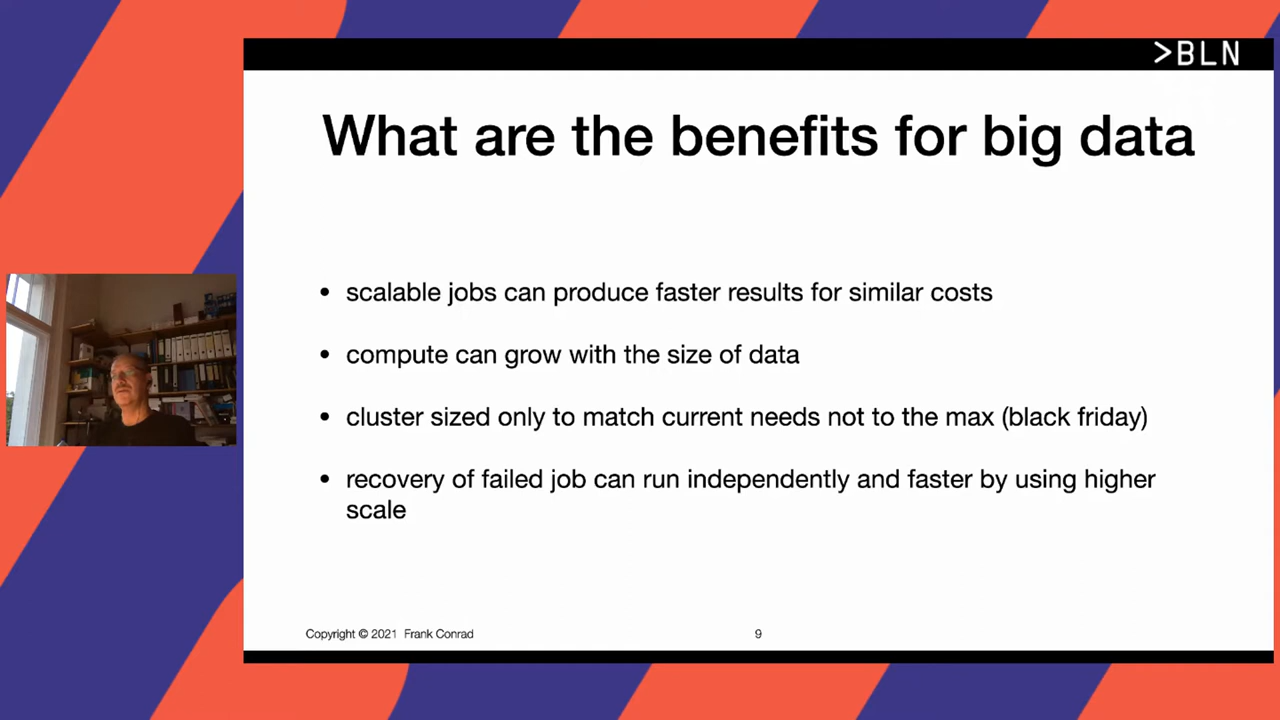 >BLN
What are the benefits for big data
• scalable jobs can produce faster results for similar costs
• compute can grow with the size of data
• cluster sized only to match current needs not to the max (black friday)
• recovery of failed job can run independently and faster by using higher
scale
Copyright © 2021 Frank Conrad
9